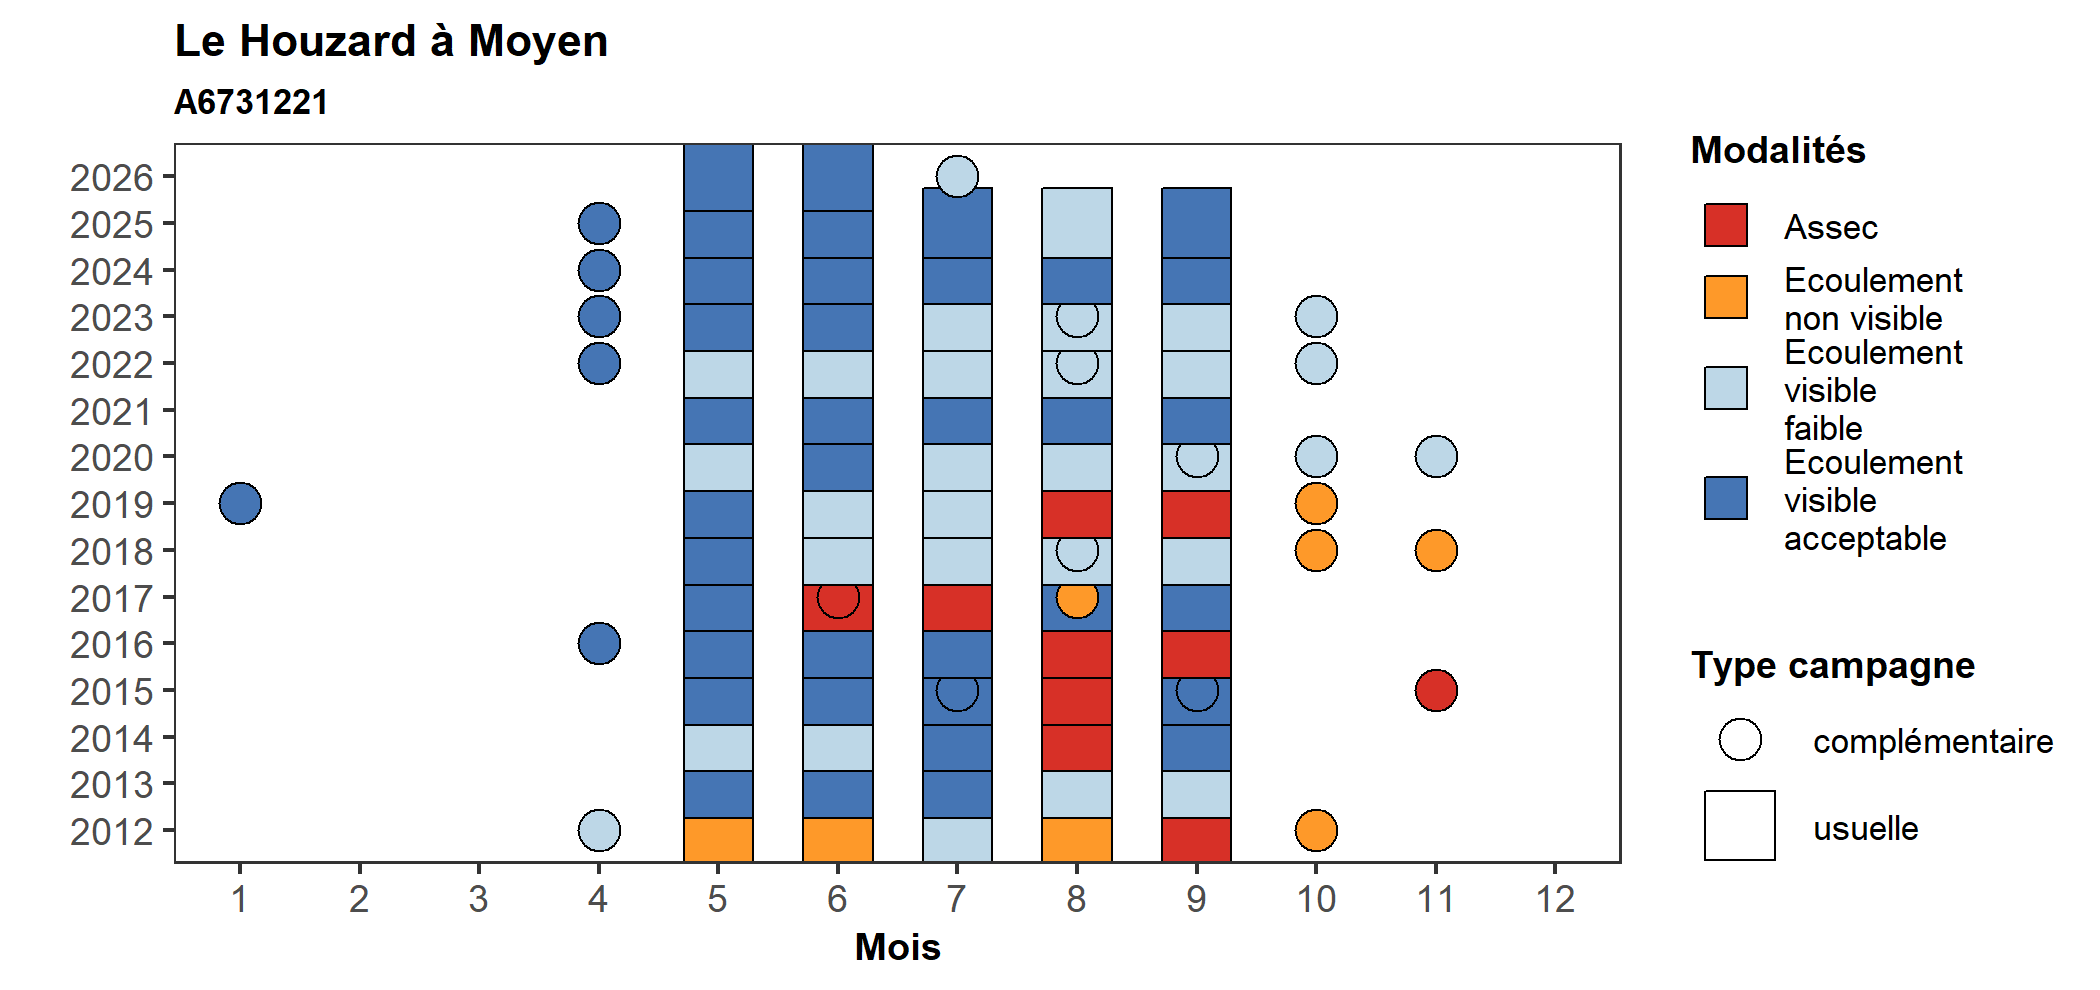 Le Houzard à Moyen
A6731221
2026
2025
2024
2023
2022
2021
2020
2019
2018
2017
2016
2015
2014
2013
2012
1 2 3 4 5 6 7 8 9 10 11 12
Mois
Modalités
Assec
Ecoulement
non visible
Ecoulement
visible
faible
Ecoulement
visible
acceptable
Type campagne
complémentaire
usuelle